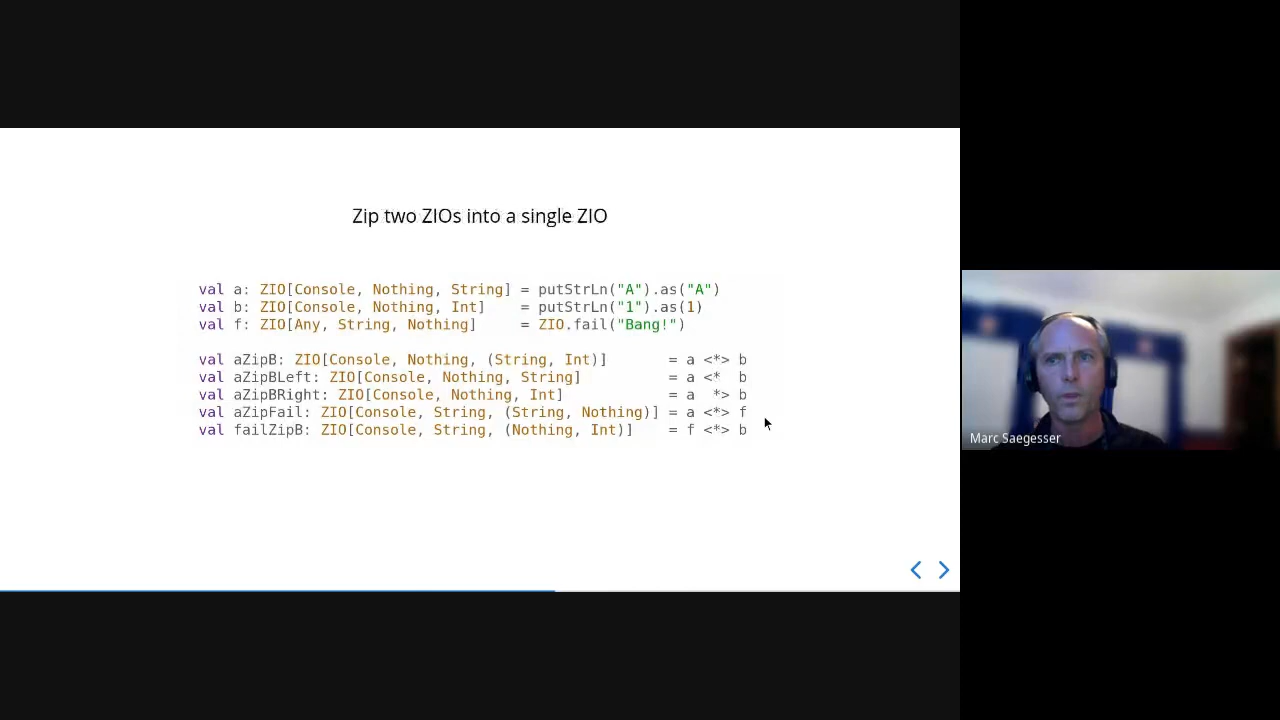 Zip two ZIOs into a single ZIO
val a: ZIO[Console, Nothing, String] = putStrLn("A").as("A")
val b: ZIO[Console, Nothing, Int]    = putStrLn("1").as(1)
val f: ZIO[Any, String, Nothing]     = ZIO.fail("Bang!")
val aZipB: ZIO[Console, Nothing, (String, Int)]       = a <*> b
val aZipBLeft: ZIO[Console, Nothing, String]          = a <*  b
val aZipBRight: ZIO[Console, Nothing, Int]            = a  *> b
val aZipFail: ZIO[Console, String, (String, Nothing)] = a <*> f
val failZipB: ZIO[Console, String, (Nothing, Int)]    = f <*> b
Marc Saegesser